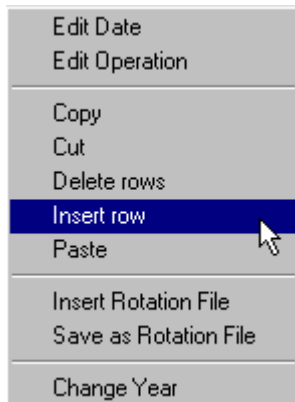 Edit Date
Edit Operation
Copy
Cut
Delete rows
Insert row
Paste
Insert Rotation File
Save as Rotation File
Change Year